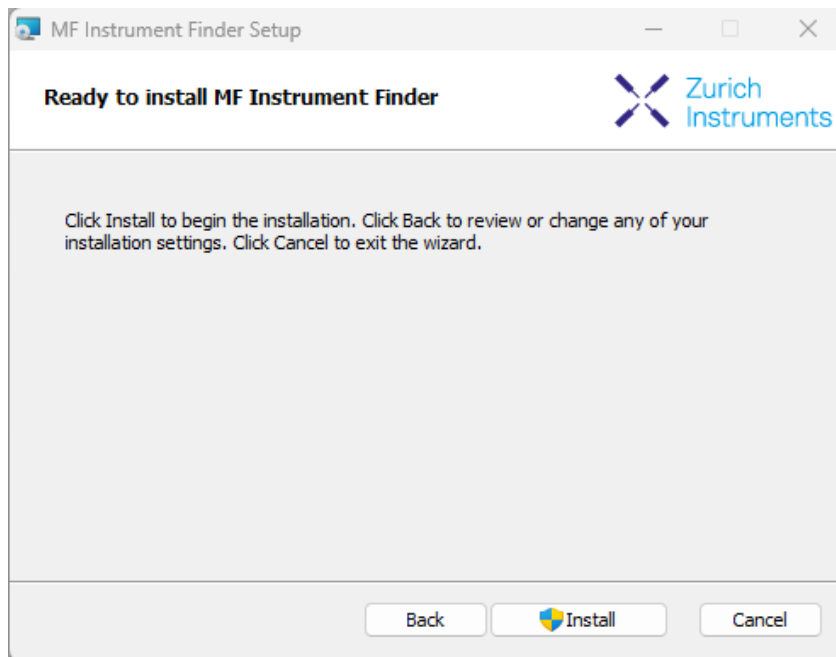 MF Instrument Finder Setup
Ready to install MF Instrument Finder
Zurich
Instruments
Click Install to begin the installation. Click Back to review or change any of your
installation settings. Click Cancel to exit the wizard.
Back
Install
Cancel